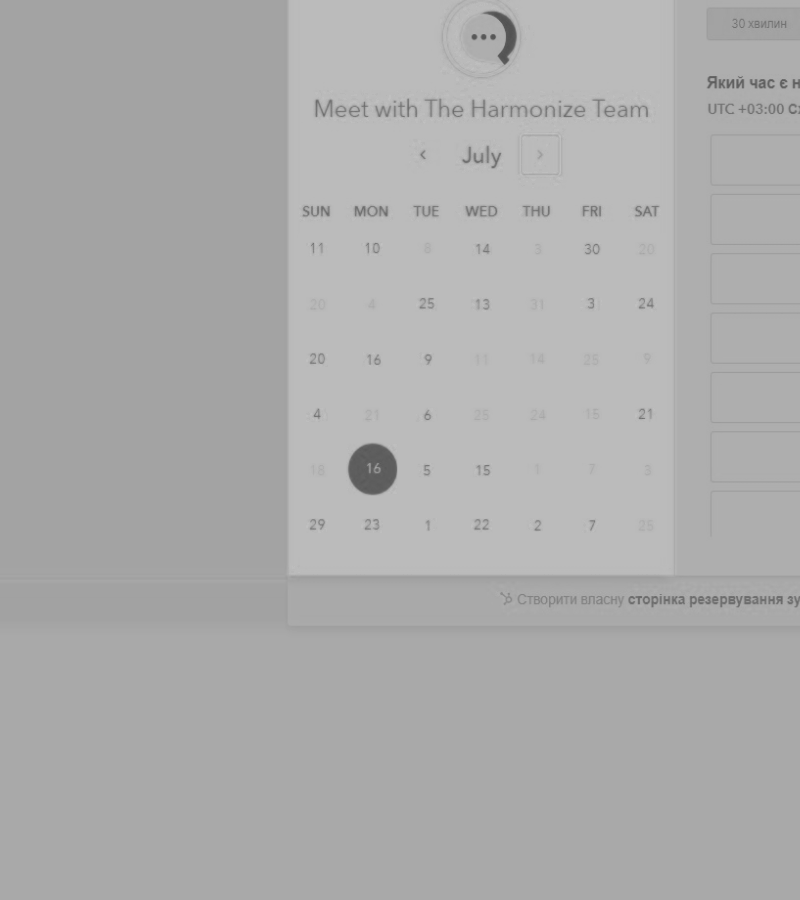 30 хвилин
Який час є
UTC +03:00
Meet with The Harmonize Team
July
SUN MON TUE WED THU FRI SAT
11 10 8 14 3 30 20
20 4 25 13 31 3 24
20 16 9 11 14 25 9
4 21 6 25 24 15 21
18 16 5 15 1 7 3
29 23 1 22 2 7 25
Створити власну сторінка резервування